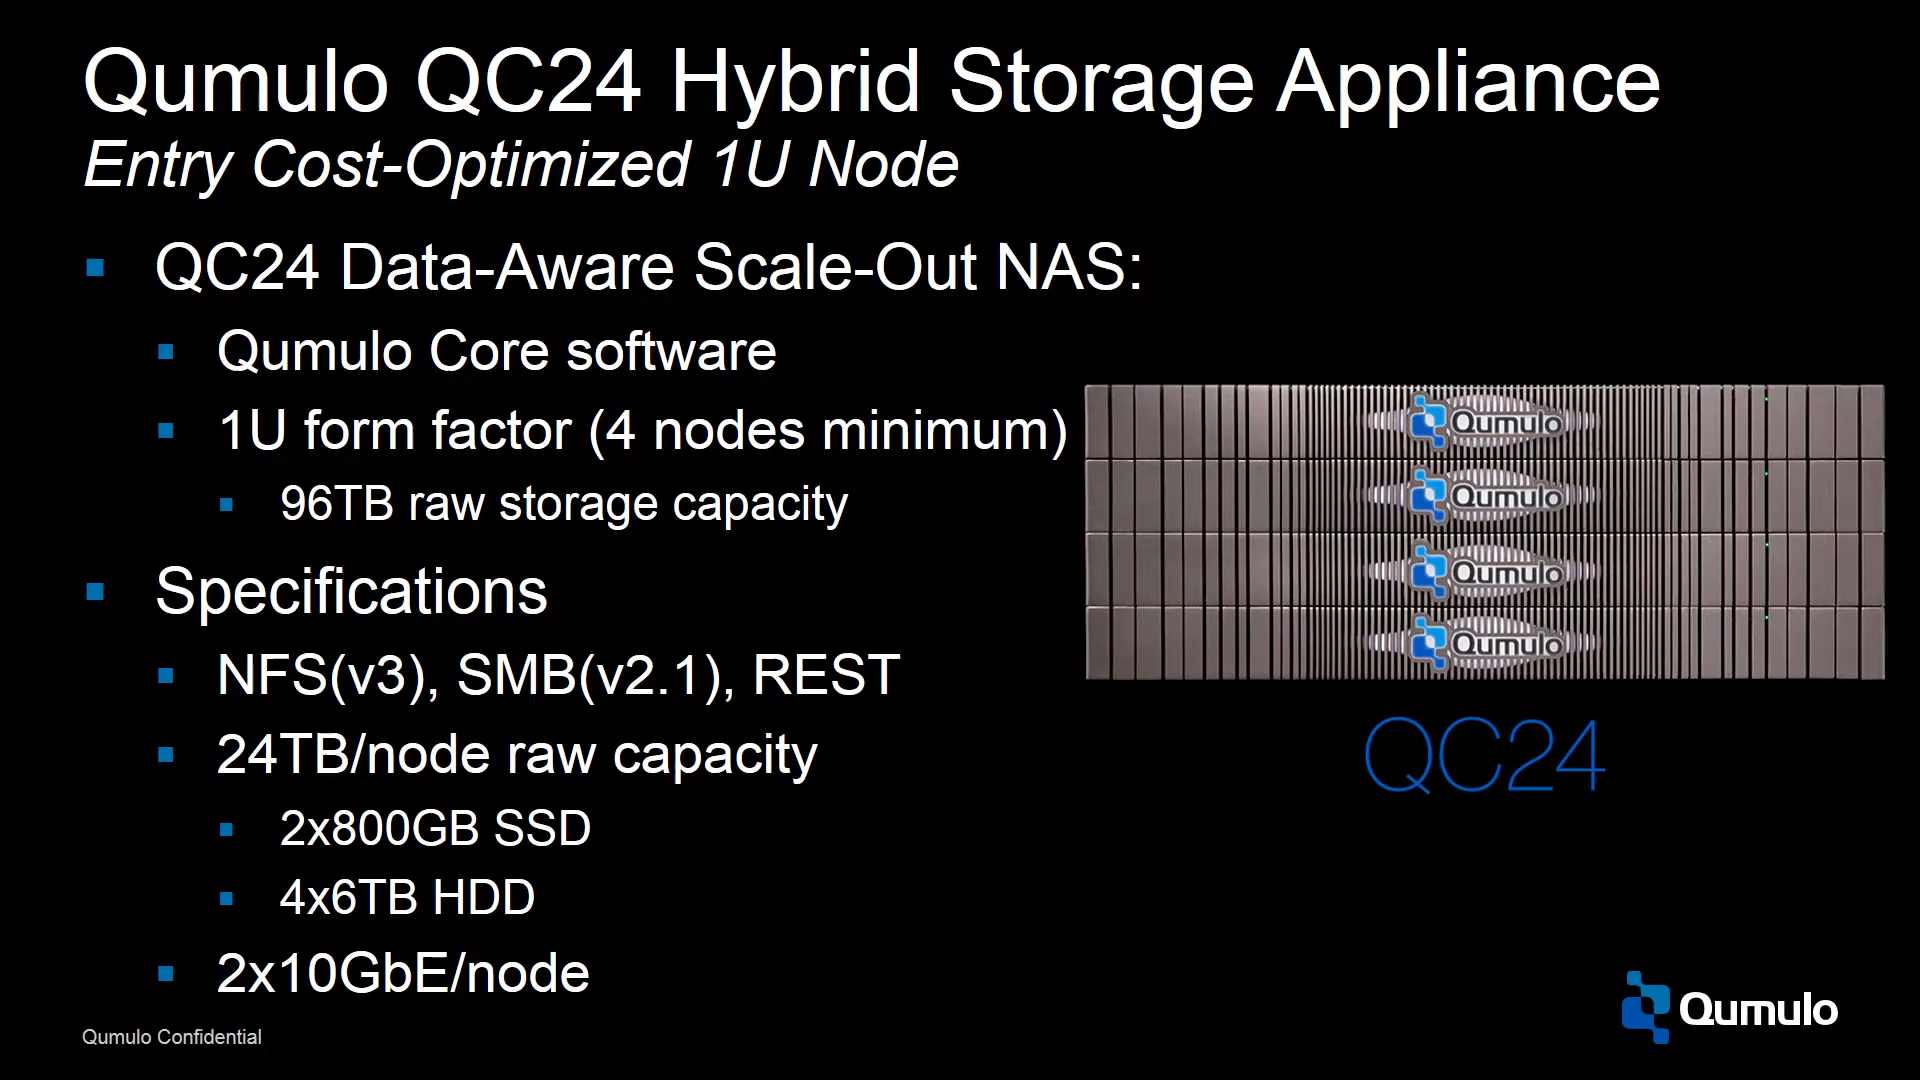 Qumulo QC24 Hybrid Storage Appliance
Entry Cost-Optimized 1U Node
QC24 Data-Aware Scale-Out NAS:
Qumulo Core software
1U form factor (4 nodes minimum)
96TB raw storage capacity
Specifications
NFS(v3), SMB(v2.1), REST
24TB/node raw capacity
2x800GB SSD
4x6TB HDD
2x10GbE/node
Qumulo
Qumulo
Qumulo
Qumulo
QC24
Qumulo Confidential
Qumulo